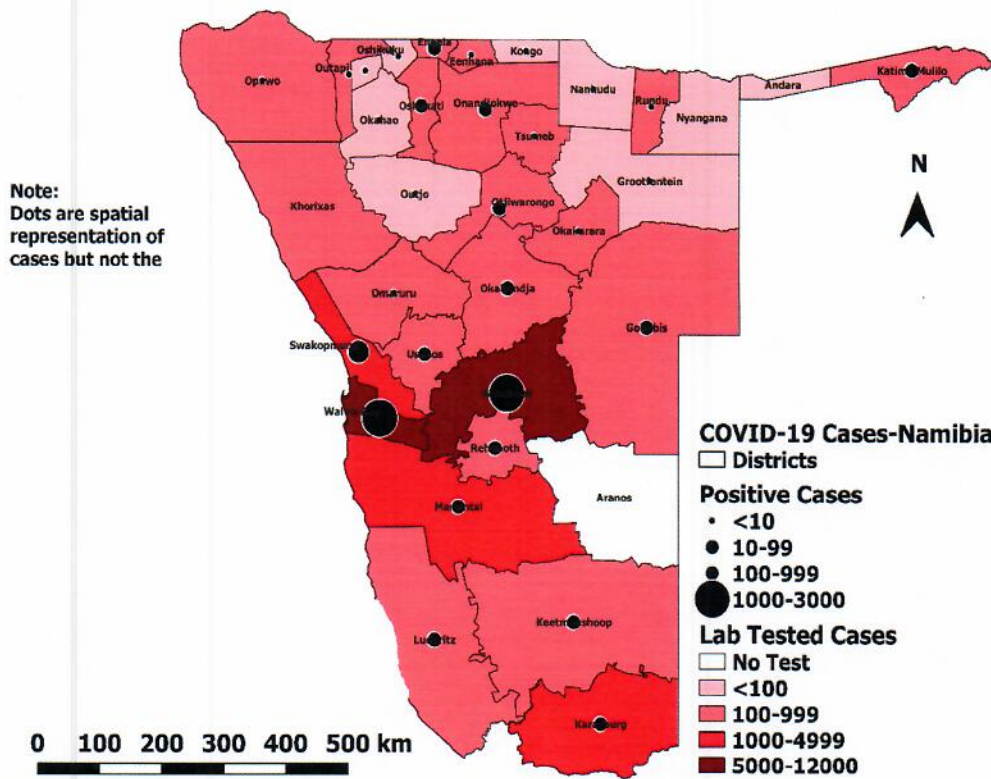 Oshikuku
Enhana
Kongo
Outapi
Opuwo
Nankudu
Rundu
Andara
Katima Mulilo
Okahao
Oshakati
Onandjokwe
Nyangana
Tsumeb
N
Grootfontein
Outjo
Note:
Dots are spatial
representation of
cases but not the
Khorixas
Otjiwarongo
Okakarara
Omaruru
Okahandja
Gobabis
Swakopmund
Usakos
Rehoboth
COVID-19 Cases-Namibia
Districts
Aranos
Positive Cases
Mariental
<10
10-99
100-999
1000-3000
Keetmanshoop
Luderitz
Lab Tested Cases
No Test
<100
100-999
1000-4999
5000-12000
Karasburg
0 100 200 300 400 500 km